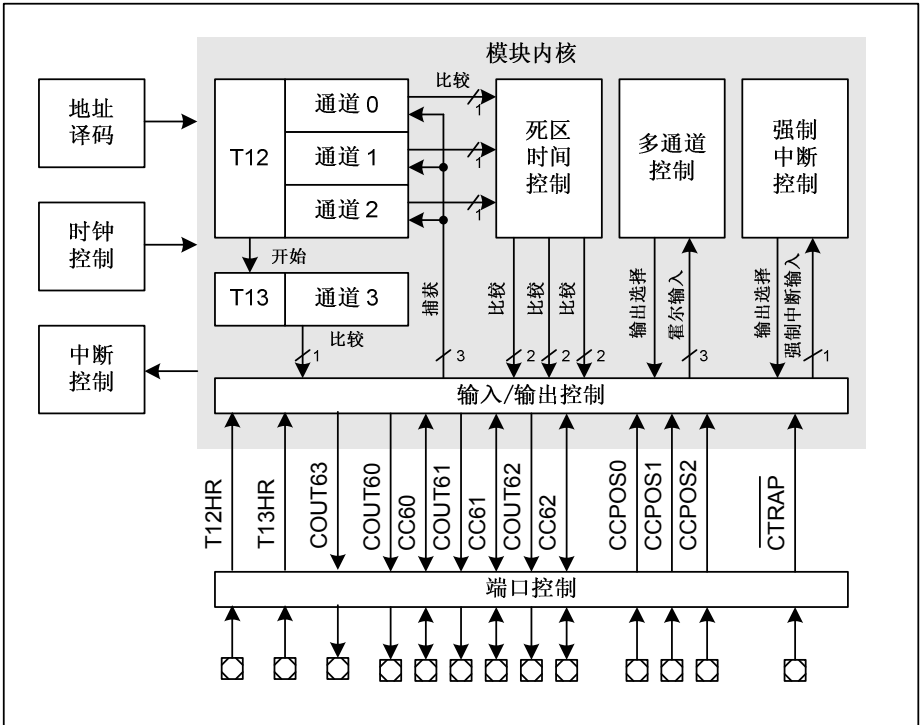 模块内核
地址
译码
时钟
控制
中断
控制
T12
通道 0
通道 1
通道 2
比较
1
1
1
死区
时间
控制
多通道
控制
强制
中断控制
开始
T13
通道 3
比较
1
捕获
3
比较
比较
比较
2
2
2
输出选择
霍尔输入
3
输出选择
强制中断输入
1
输入/输出控制
T12HR
T13HR
COUT63
COUT60
CC60
COUT61
CC61
COUT62
CC62
CCPOS0
CCPOS1
CCPOS2
CTRAP
端口控制